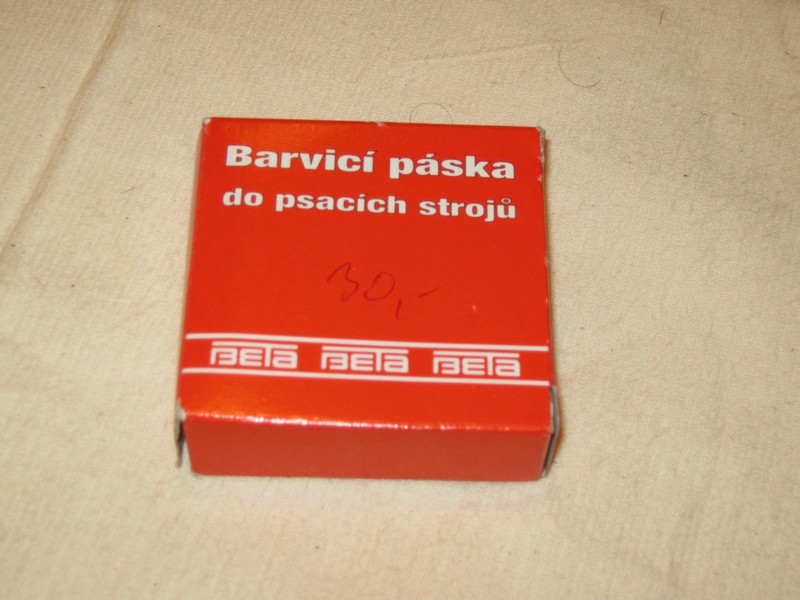 Barvicí páska
do psacích strojů
30,-
BETA BETA BETA